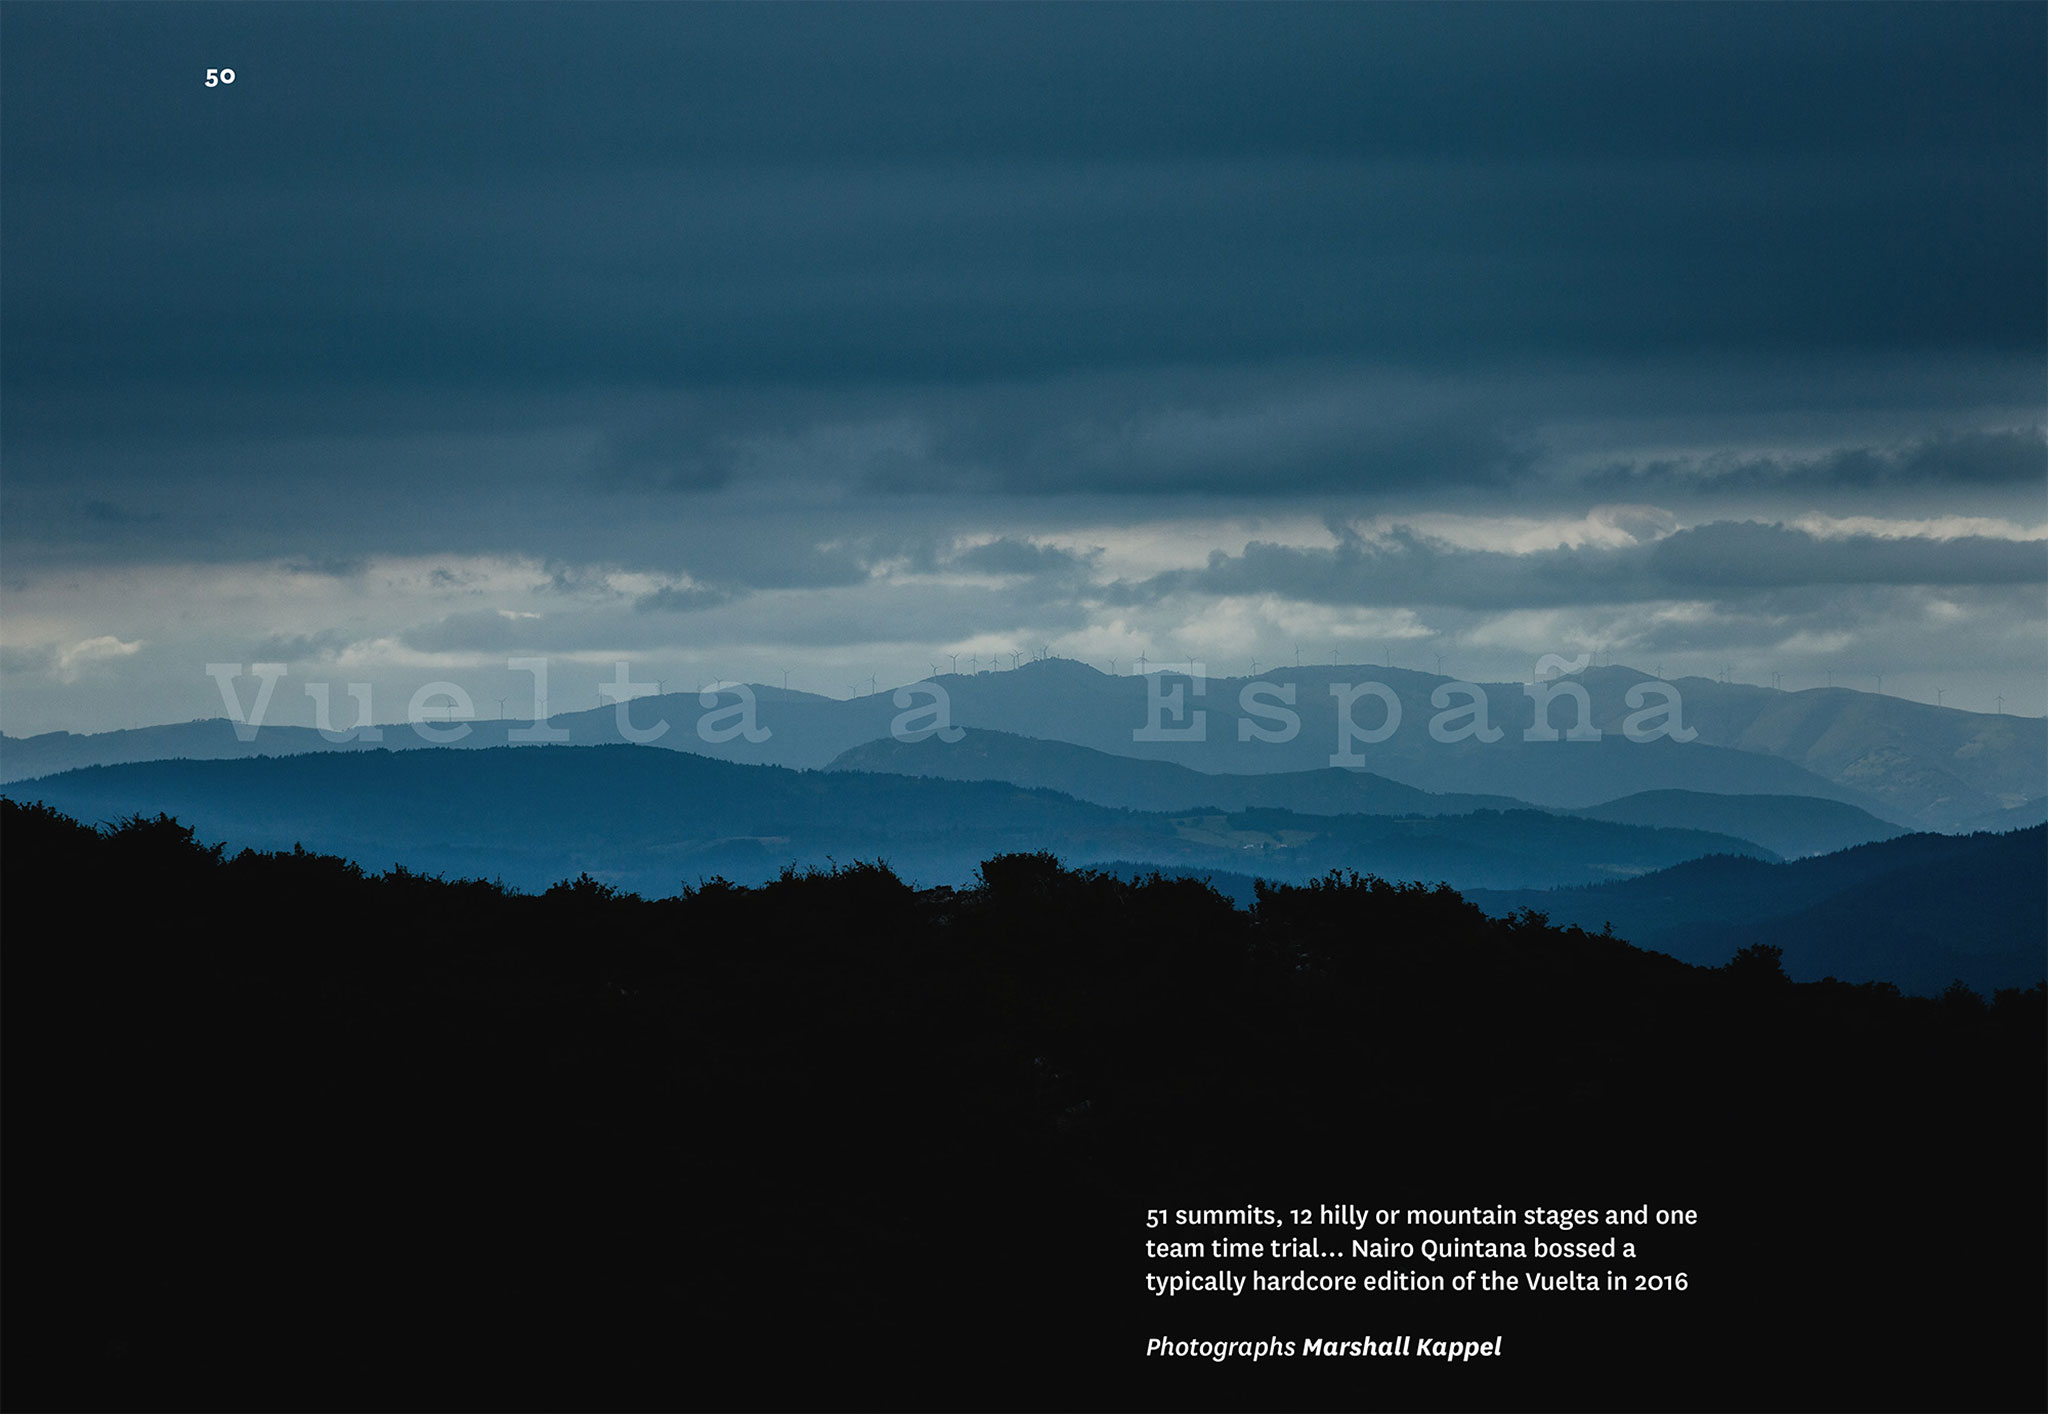 50
Vuelta a España
51 summits, 12 hilly or mountain stages and one
team time trial... Nairo Quintana bossed a
typically hardcore edition of the Vuelta in 2016
Photographs Marshall Kappel